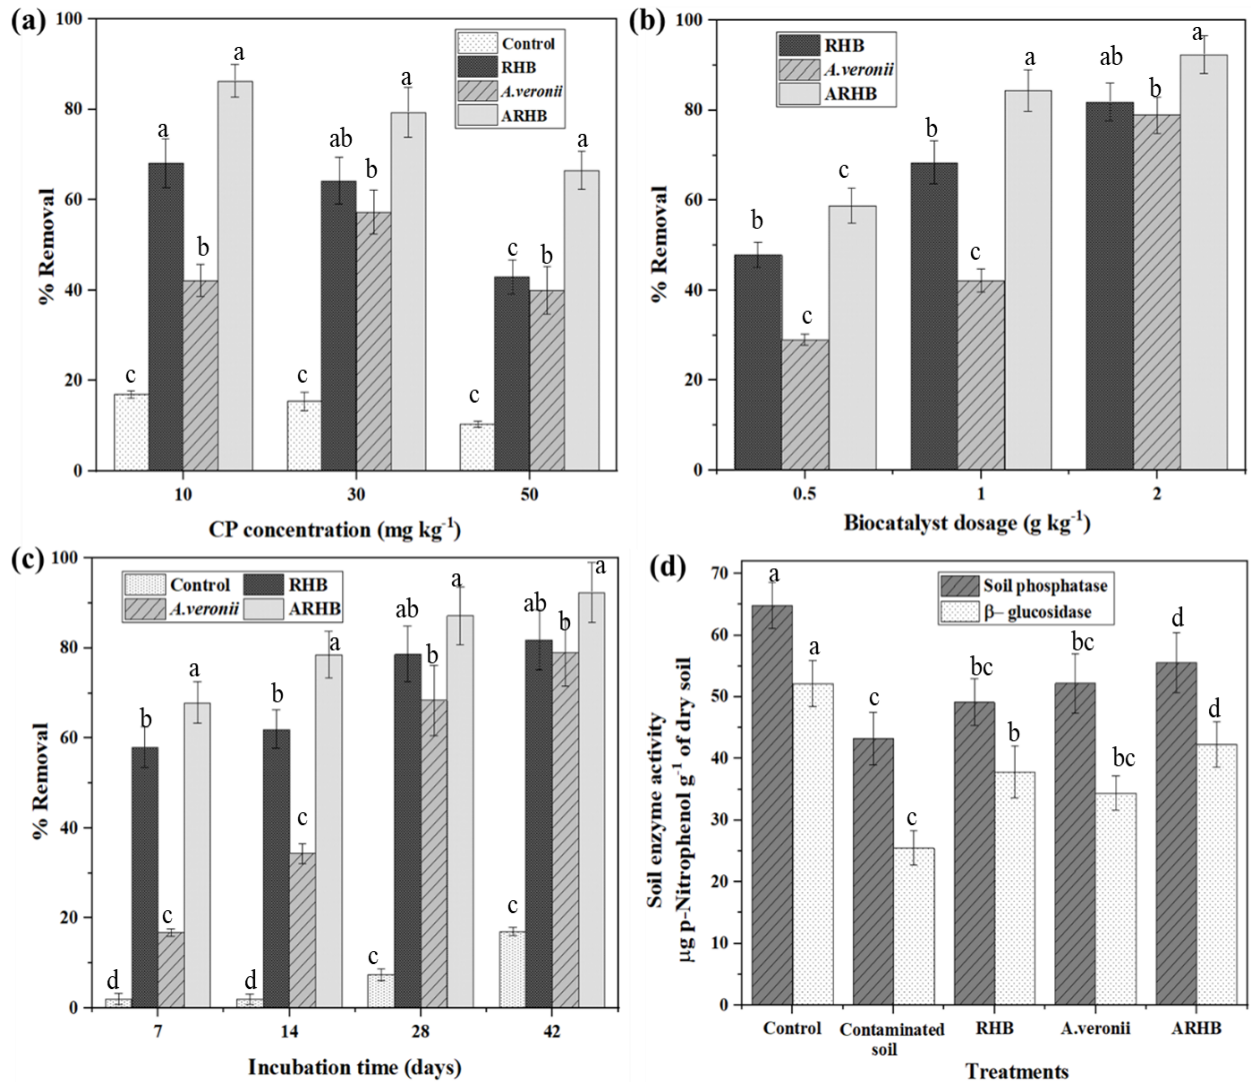 (a)
100
80
60
40
20
0
% Removal
Control
RHB
A.veronii
ARHB
a
a
b
c
a
ab
b
c
a
c
b
c
10
30
50
CP concentration (mg kg-1)
(b)
100
80
60
40
20
0
% Removal
RHB
A.veronii
ARHB
b
c
c
b
c
a
ab
b
a
0.5
1
2
Biocatalyst dosage (g kg-1)
(c)
100
80
60
40
20
0
% Removal
Control
RHB
A.veronii
ARHB
d
b
c
a
d
b
c
a
c
ab
b
a
c
ab
b
a
7
14
28
42
Incubation time (days)
(d)
70
60
50
40
30
20
10
0
Soil enzyme activity
μg p-Nitrophenol g-1 of dry soil
Soil phosphatase
β– glucosidase
a
a
c
c
bc
b
bc
bc
d
d
Control
Contaminated
soil
RHB
A.veronii
ARHB
Treatments